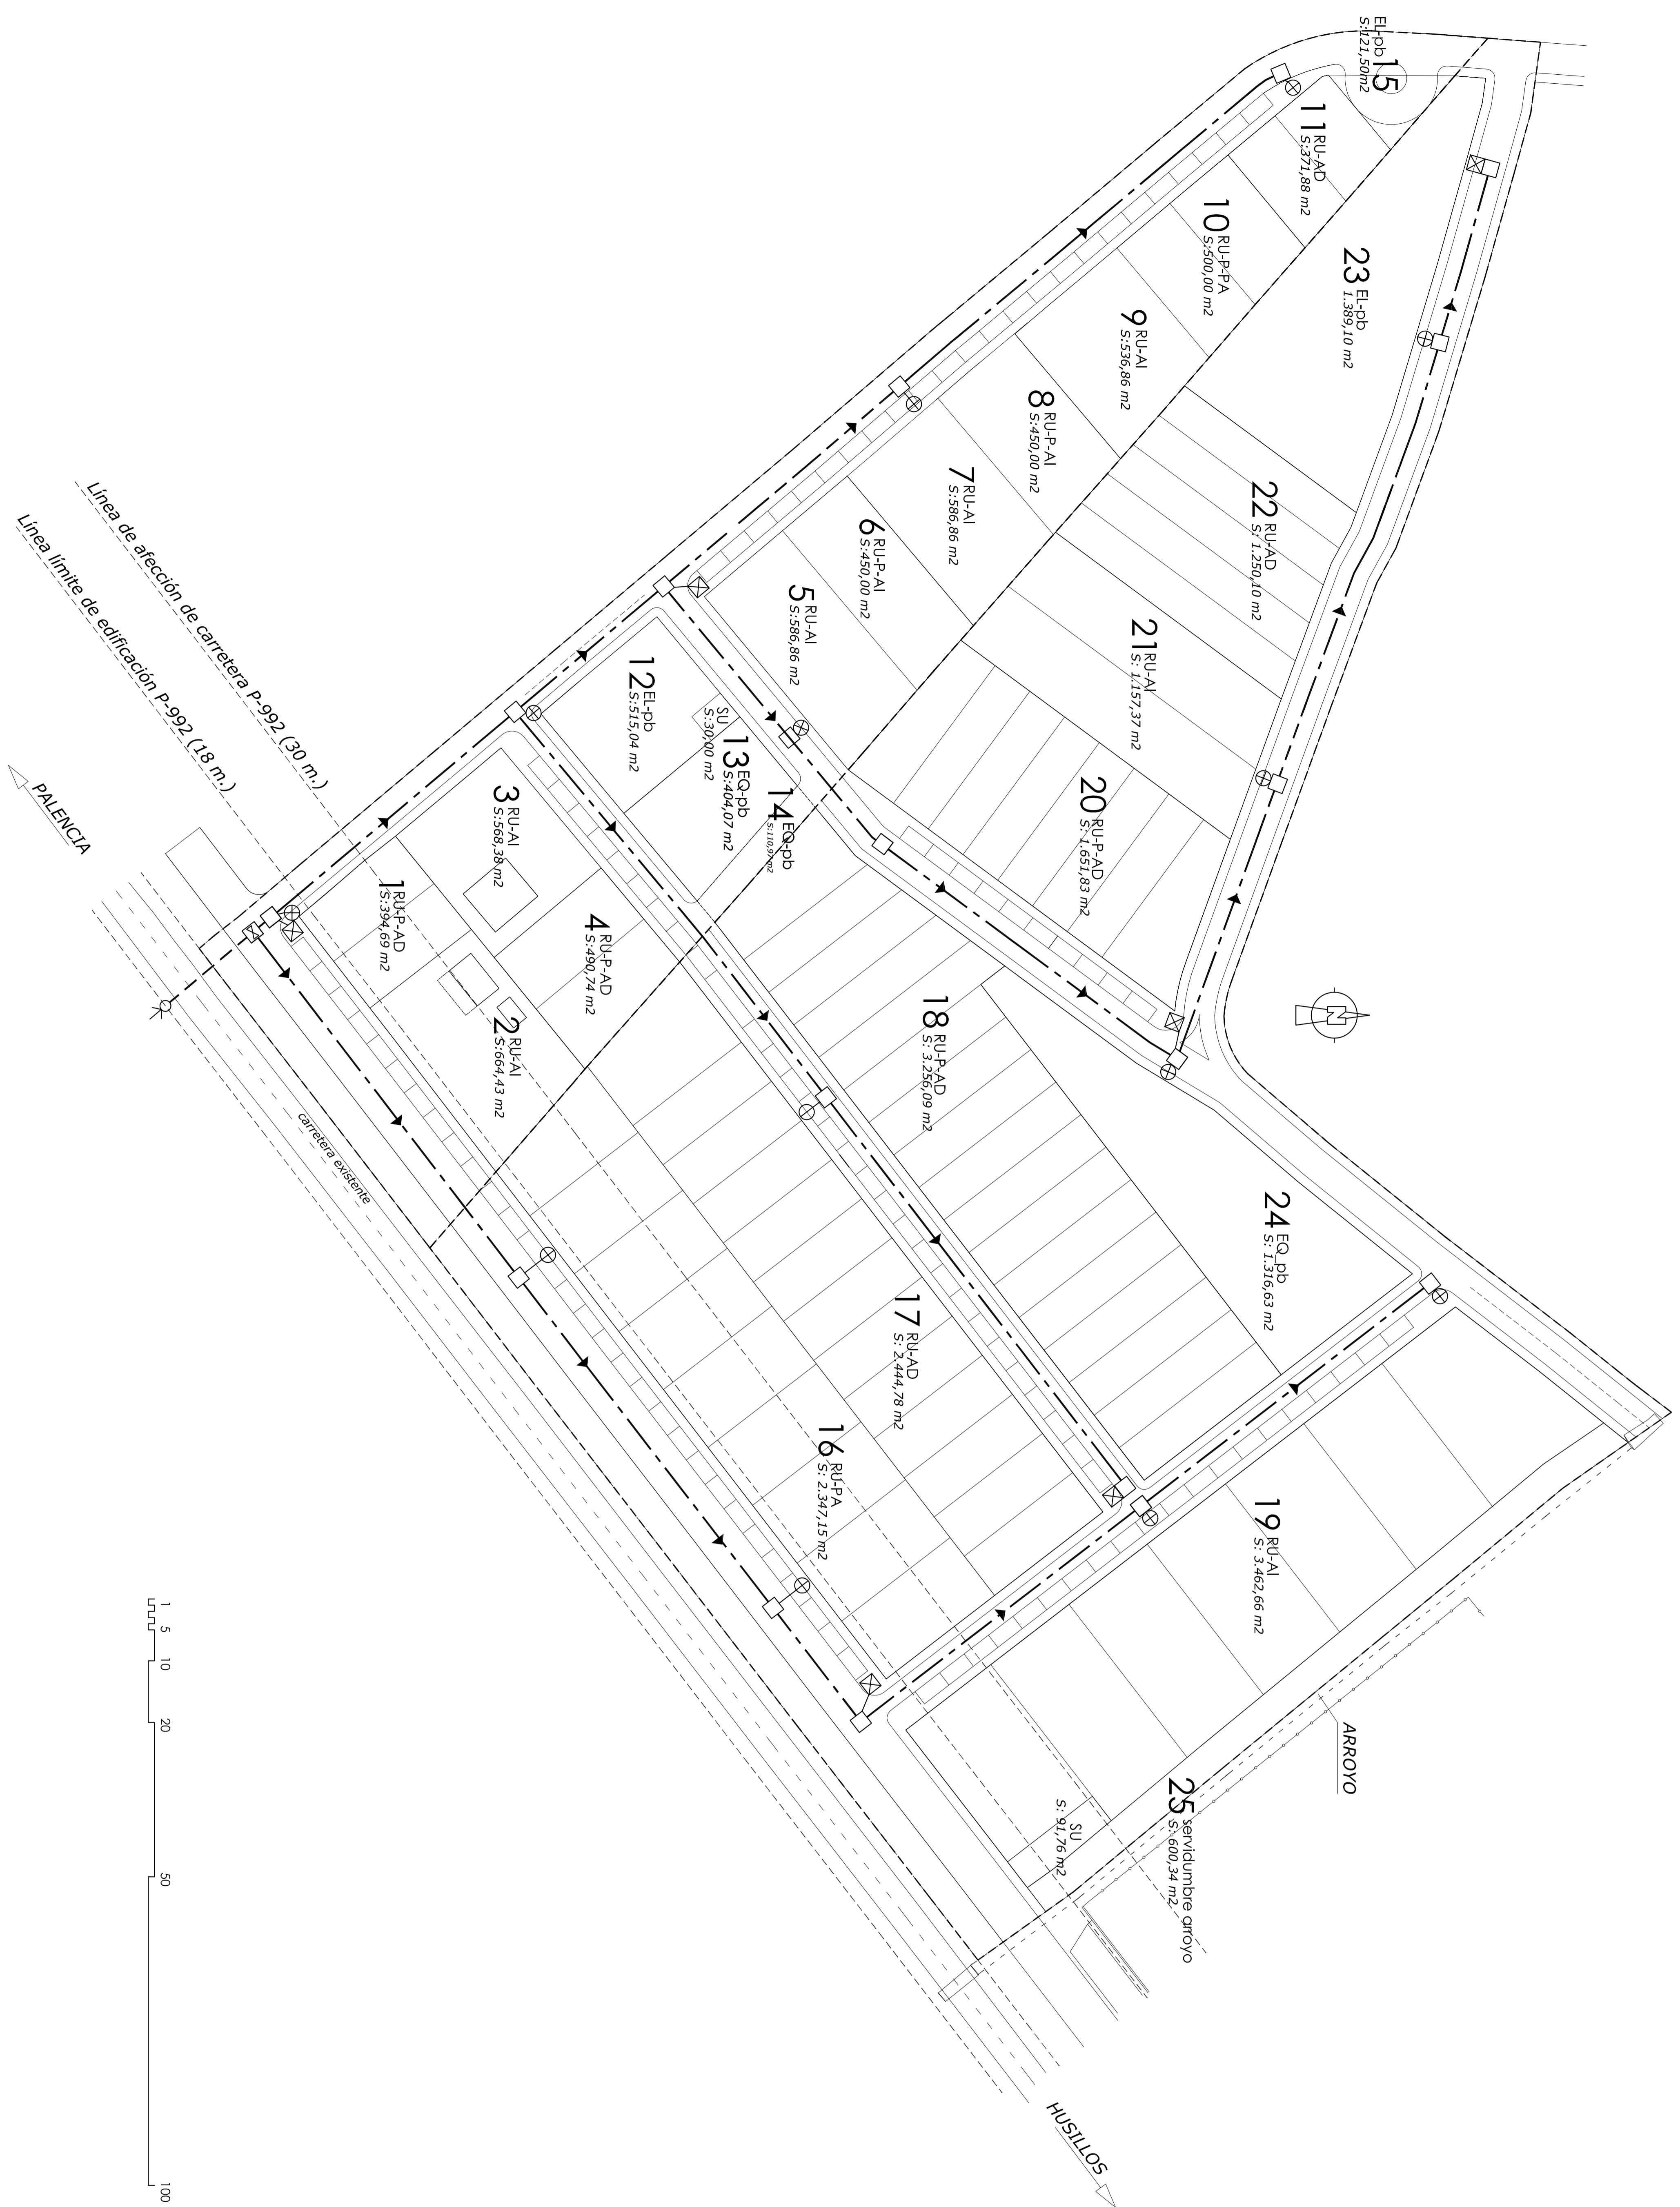 15
EL-pb
S:121,50m2
11
RU-AD
S:371,88 m2
10
RU-P-PA
S:500,00 m2
23
EL-pb
1.389,10 m2
9
RU-AI
S:536,86 m2
8
RU-P-AI
S:450,00 m2
7
RU-AI
S:586,86 m2
22
RU-AD
S: 1.250,10 m2
6
RU-P-AI
S:450,00 m2
5
RU-AI
S:586,86 m2
21
RU-AI
S: 1.157,37 m2
12
EL-pb
S:515,04 m2
SU
S:30,00 m2
13
EQ-pb
S:404,07 m2
14
EQ-pb
S:110,97 m2
20
RU-P-AD
S: 1.651,83 m2
3
RU-AI
S:568,38 m2
1
RU-P-AD
S:394,69 m2
4
RU-P-AD
S:490,74 m2
2
RU-AI
S:664,43 m2
18
RU-P-AD
S: 3.256,09 m2
N
24
EQ_pb
S: 1.316,63 m2
17
RU-AD
S: 2.444,78 m2
16
RU-PA
S: 2.347,15 m2
19
RU-AI
S: 3.462,66 m2
25
servidumbre arroyo
S: 600,34 m2
SU
S: 91,76 m2
ARROYO
Línea de afección de carretera P-992 (30 m.)
Línea límite de edificación P-992 (18 m.)
PALENCIA
carretera existente
HUSILLOS
1
5
10
20
50
100